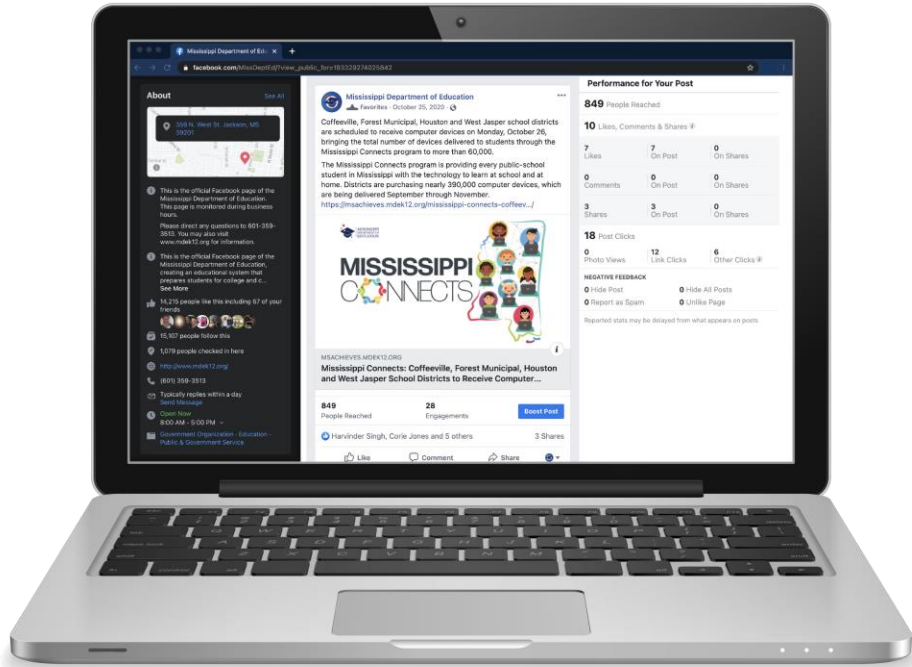 Mississippi Department of Edu
facebook.com/MissDeptEd/?view_public_for=183329274025842
About
See All
359 N. West St. Jackson, MS
39201
This is the official Facebook page of the
Mississippi Department of Education.
This page is monitored during business
hours.
Please direct any questions to 601-359-
3513. You may also visit
www.mdek12.org for information.
This is the official Facebook page of the
Mississippi Department of Education,
creating an educational system that
prepares students for college and c...
See More
14,215 people like this including 67 of your
friends
15,107 people follow this
1,079 people checked in here
http://www.mdek12.org/
(601) 359-3513
Typically replies within a day
Send Message
Open Now
8:00 AM - 5:00 PM
Government Organization · Education ·
Public & Government Service
Mississippi Department of Education
Favorites · October 25, 2020 ·
Coffeeville, Forest Municipal, Houston and West Jasper school districts
are scheduled to receive computer devices on Monday, October 26,
bringing the total number of devices delivered to students through the
Mississippi Connects program to more than 60,000.
The Mississippi Connects program is providing every public-school
student in Mississippi with the technology to learn at school and at
home. Districts are purchasing nearly 390,000 computer devices, which
are being delivered September through November.
https://msachieves.mdek12.org/mississippi-connects-coffeev.../
MISSISSIPPI
DEPARTMENT OF
EDUCATION
MISSISSIPPI
CONNECTS
MSACHIEVES.MDEK12.ORG
Mississippi Connects: Coffeeville, Forest Municipal, Houston
and West Jasper School Districts to Receive Computer...
849
People Reached
28
Engagements
Boost Post
Harvinder Singh, Corie Jones and 5 others
3 Shares
Like
Comment
Share
Performance for Your Post
849 People Reached
10 Likes, Comments & Shares
7
Likes
7
On Post
0
On Shares
0
Comments
0
On Post
0
On Shares
3
Shares
3
On Post
0
On Shares
18 Post Clicks
0
Photo Views
12
Link Clicks
6
Other Clicks
NEGATIVE FEEDBACK
0 Hide Post
0 Hide All Posts
0 Report as Spam
0 Unlike Page
Reported stats may be delayed from what appears on posts